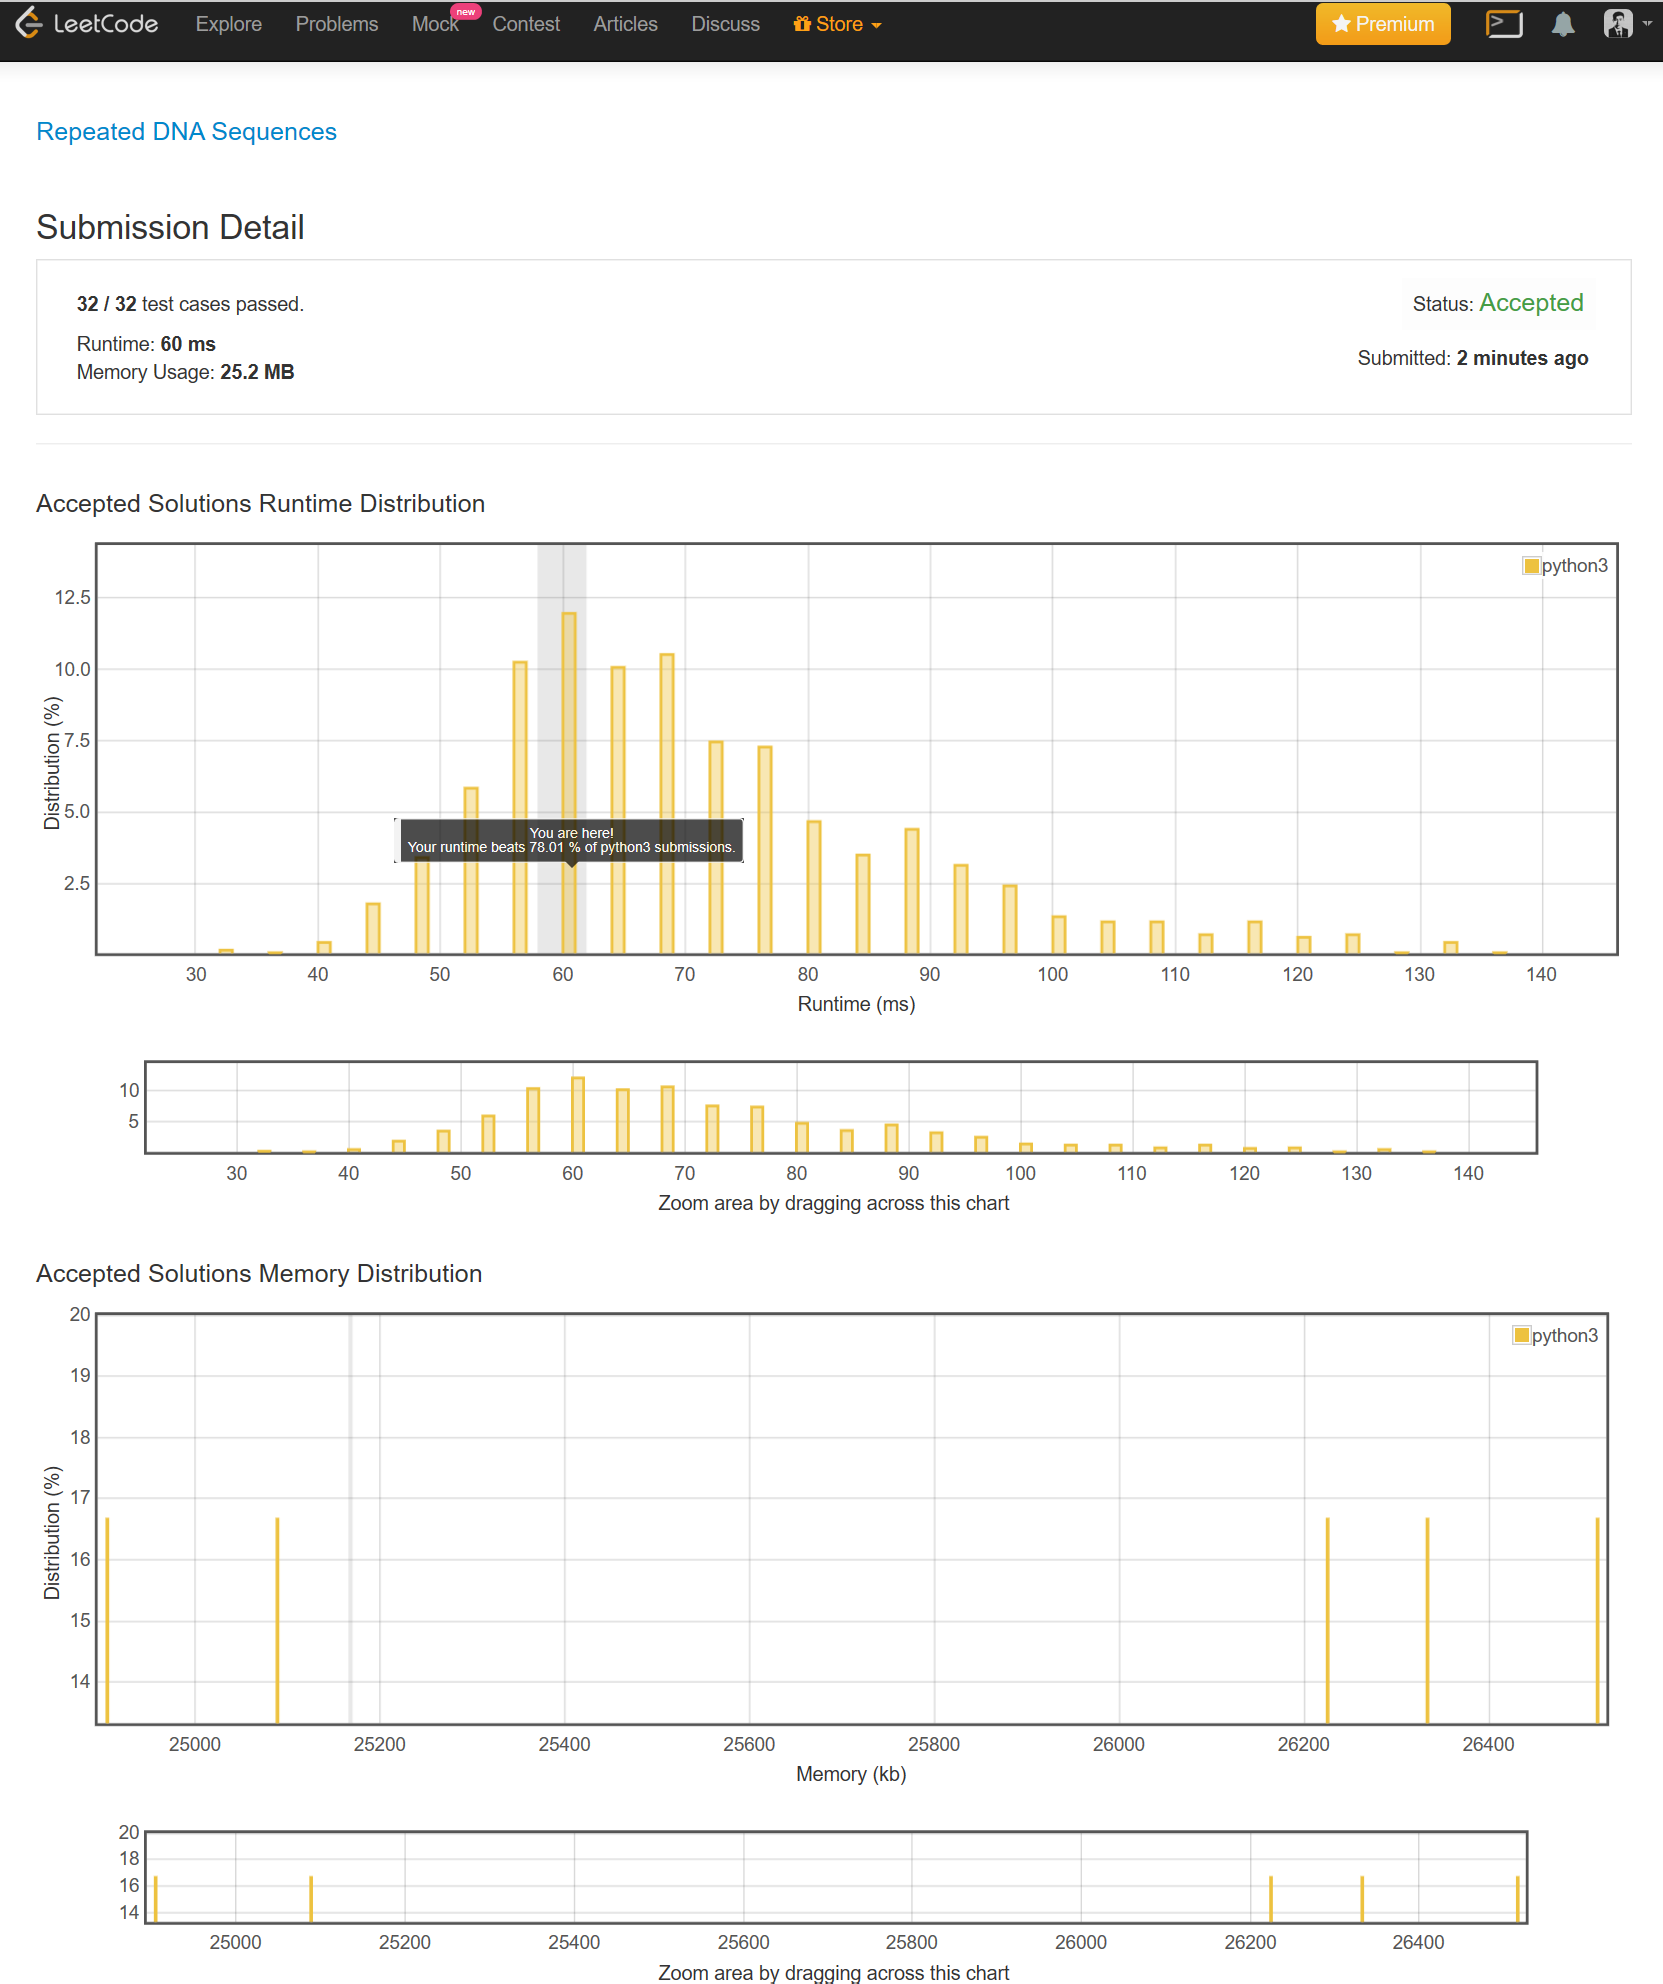 LeetCode Explore Problems Mock new Contest Articles Discuss Store Premium
Repeated DNA Sequences
Submission Detail
32 / 32 test cases passed.
Status: Accepted
Runtime: 60 ms
Submitted: 2 minutes ago
Memory Usage: 25.2 MB
Accepted Solutions Runtime Distribution
python3
12.5
10.0
7.5
5.0
2.5
Distribution (%)
You are here!
Your runtime beats 78.01 % of python3 submissions.
30 40 50 60 70 80 90 100 110 120 130 140
Runtime (ms)
10
5
30 40 50 60 70 80 90 100 110 120 130 140
Zoom area by dragging across this chart
Accepted Solutions Memory Distribution
python3
20
19
18
17
16
15
14
Distribution (%)
25000 25200 25400 25600 25800 26000 26200 26400
Memory (kb)
20
18
16
14
25000 25200 25400 25600 25800 26000 26200 26400
Zoom area by dragging across this chart